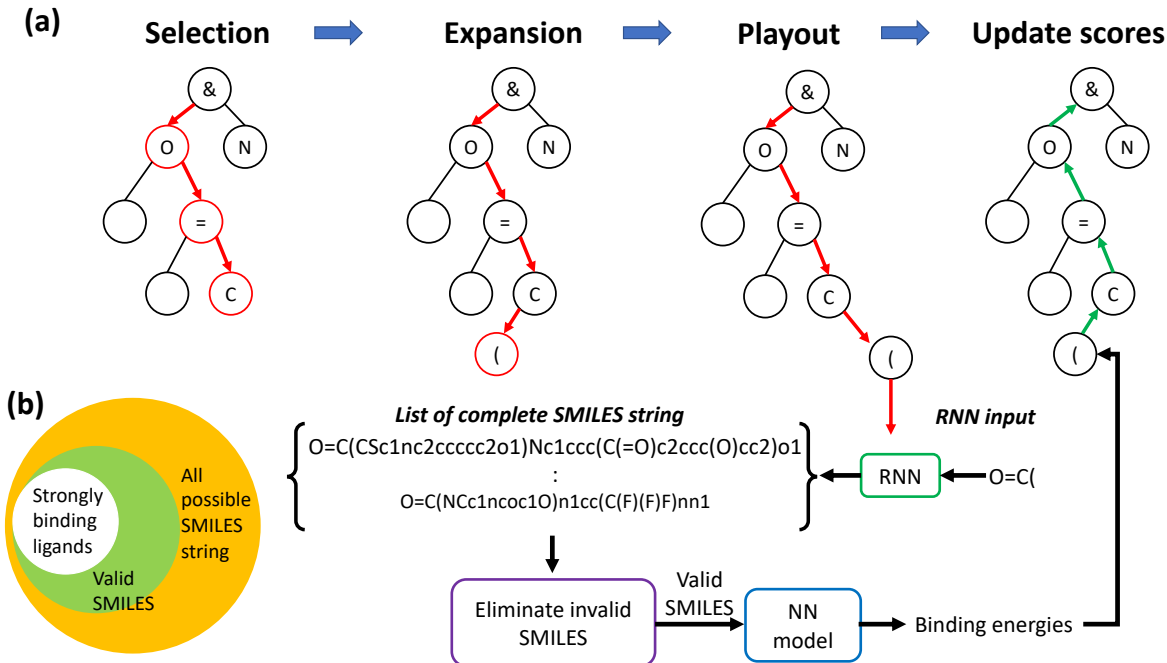 (a)
Selection
Expansion
Playout
Update scores
&
O
N
=
C
&
O
N
=
C
(
&
O
N
=
C
(
&
O
N
=
C
(
(b)
Strongly
binding
ligands
All
possible
SMILES
string
Valid
SMILES
List of complete SMILES string
O=C(CSc1nc2ccccc2o1)Nc1ccc(C(=O)c2ccc(O)cc2)o1
:
O=C(NCc1ncoc1O)n1cc(C(F)(F)F)nn1
RNN input
RNN
O=C(
Eliminate invalid
SMILES
Valid
SMILES
NN
model
Binding energies